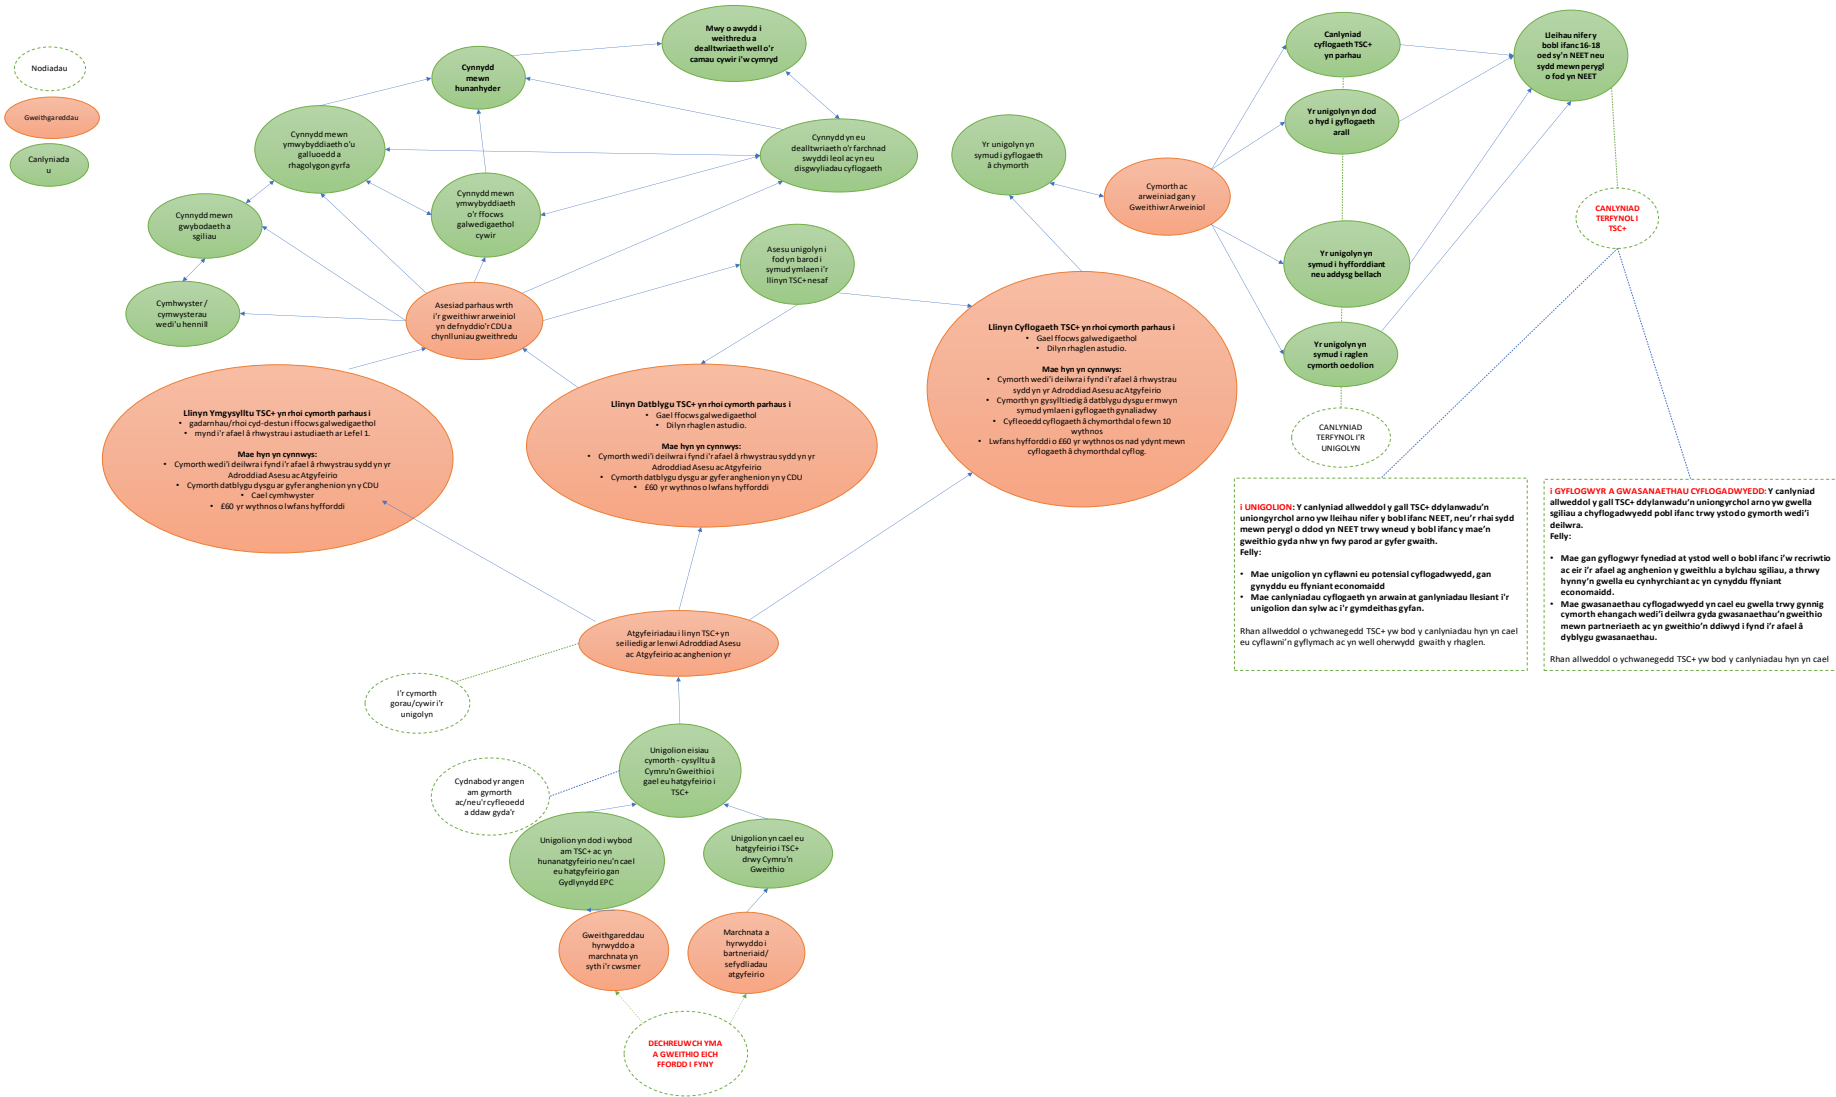 Nodiadau
Gweithgareddau
Canlyniada
u
Mwy o awydd i
weithredu a
dealltwriaeth well o'r
camau cywir i'w cymryd
Cynnydd
mewn
hunanhyder
Cynnydd mewn
ymwybyddiaeth o'u
galluoedd a
rhagolygon gyrfa
Cynnydd yn eu
dealltwriaeth o'r farchnad
swyddi leol ac yn eu
disgwyliadau cyflogaeth
Cynnydd mewn
ymwybyddiaeth
o'r ffocws
galwedigaethol
cywir
Cynnydd mewn
gwybodaeth a
sgiliau
Cymhwyster /
cymwysterau
wedi'u hennill
Asesiad parhaus wrth
i'r gweithiwr arweiniol
yn defnyddio'r CDU a
chynlluniau gweithredu
Asesu unigolyn i
fod yn barod i
symud ymlaen i'r
llinyn TSC+ nesaf
Yr unigolyn yn
symud i gyflogaeth
â chymorth
Cymorth ac
arweiniad gan y
Gweithiwr Arweiniol
Canlyniad
cyflogaeth TSC+
yn parhau
Yr unigolyn yn dod
o hyd i gyflogaeth
arall
Yr unigolyn yn
symud i hyfforddiant
neu addysg bellach
Yr unigolyn yn
symud i raglen
cymorth oedolion
CANLYNIAD
TERFYNOL I'R
UNIGOLYN
Lleihau nifer y
bobl ifanc 16-18
oed sy'n NEET neu
sydd mewn perygl
o fod yn NEET
CANLYNIAD
TERFYNOL I
TSC+
Llinyn Ymgysylltu TSC+ yn rhoi cymorth parhaus i
• gadarnhau/rhoi cyd-destun i ffocws galwedigaethol
• mynd i'r afael â rhwystrau i astudiaeth ar Lefel 1.
Mae hyn yn cynnwys:
• Cymorth wedi'i deilwra i fynd i'r afael â rhwystrau sydd yn yr
Adroddiad Asesu ac Atgyfeirio
• Cymorth datblygu dysgu ar gyfer anghenion yn y CDU
• Cael cymhwyster
• £60 yr wythnos o lwfans hyfforddi
Llinyn Datblygu TSC+ yn rhoi cymorth parhaus i
• Gael ffocws galwedigaethol
• Dilyn rhaglen astudio.
Mae hyn yn cynnwys:
• Cymorth wedi'i deilwra i fynd i'r afael â rhwystrau sydd yn yr
Adroddiad Asesu ac Atgyfeirio
• Cymorth datblygu dysgu ar gyfer anghenion yn y CDU
• £60 yr wythnos o lwfans hyfforddi
Llinyn Cyflogaeth TSC+ yn rhoi cymorth parhaus i
• Gael ffocws galwedigaethol
• Dilyn rhaglen astudio.
Mae hyn yn cynnwys:
• Cymorth wedi'i deilwra i fynd i'r afael â rhwystrau
sydd yn yr Adroddiad Asesu ac Atgyfeirio
• Cymorth yn gysylltiedig â datblygu dysgu er mwyn
symud ymlaen i gyflogaeth gynaliadwy
• Cyfleoedd cyflogaeth â chymorthdal o fewn 10
wythnos
• Lwfans hyfforddi o £60 yr wythnos os nad ydynt mewn
cyflogaeth â chymorthdal cyflog.
i UNIGOLION: Y canlyniad allweddol y gall TSC+ ddylanwadu'n
uniongyrchol arno yw lleihau nifer y bobl ifanc NEET, neu'r rhai sydd
mewn perygl o ddod yn NEET trwy wneud y bobl ifanc y mae'n
gweithio gyda nhw yn fwy parod ar gyfer gwaith.
Felly:
• Mae unigolion yn cyflawni eu potensial cyflogadwyedd, gan
gynyddu eu ffyniant economaidd
• Mae canlyniadau cyflogaeth yn arwain at ganlyniadau llesiant i'r
unigolion dan sylw ac i'r gymdeithas gyfan.
Rhan allweddol o ychwanegedd TSC+ yw bod y canlyniadau hyn yn cael
eu cyflawni'n gyflymach ac yn well oherwydd gwaith y rhaglen.
i GYFLOGWYR A GWASANAETHAU CYFLOGADWYEDD: Y canlyniad
allweddol y gall TSC+ ddylanwadu'n uniongyrchol arno yw gwella
sgiliau a chyflogadwyedd pobl ifanc trwy ystod o gymorth wedi'i
deilwra.
Felly:
• Mae gan gyflogwyr fynediad at ystod well o bobl ifanc i'w recriwtio
ac eir i'r afael ag anghenion y gweithlu a bylchau sgiliau, a thrwy
hynny'n gwella eu cynhyrchiant ac yn cynyddu ffyniant
economaidd.
• Mae gwasanaethau cyflogadwyedd yn cael eu gwella trwy gynnig
cymorth ehangach wedi'i deilwra gyda gwasanaethau'n gweithio
mewn partneriaeth ac yn gweithio'n ddiwyd i fynd i'r afael â
dyblygu gwasanaethau.
Rhan allweddol o ychwanegedd TSC+ yw bod y canlyniadau hyn yn cael
Atgyfeiriadau i linyn TSC+ yn
seiliedig ar lenwi Adroddiad Asesu
ac Atgyfeirio ac anghenion yr
I'r cymorth
gorau/cywir i'r
unigolyn
Unigolion eisiau
cymorth - cysylltu â
Cymru'n Gweithio i
gael eu hatgyfeirio i
TSC+
Cydnabod yr angen
am gymorth
ac/neu'r cyfleoedd
a ddaw gyda'r
Unigolion yn dod i wybod
am TSC+ ac yn
hunanatgyfeirio neu'n cael
eu hatgyfeirio gan
Gydlynydd EPC
Unigolion yn cael eu
hatgyfeirio i TSC+
drwy Cymru'n
Gweithio
Gweithgareddau
hyrwyddo a
marchnata yn
syth i'r cwsmer
Marchnata a
hyrwyddo i
bartneriaid/
sefydliadau
atgyfeirio
DECHREUWCH YMA
A GWEITHIO EICH
FFORDD I FYNY